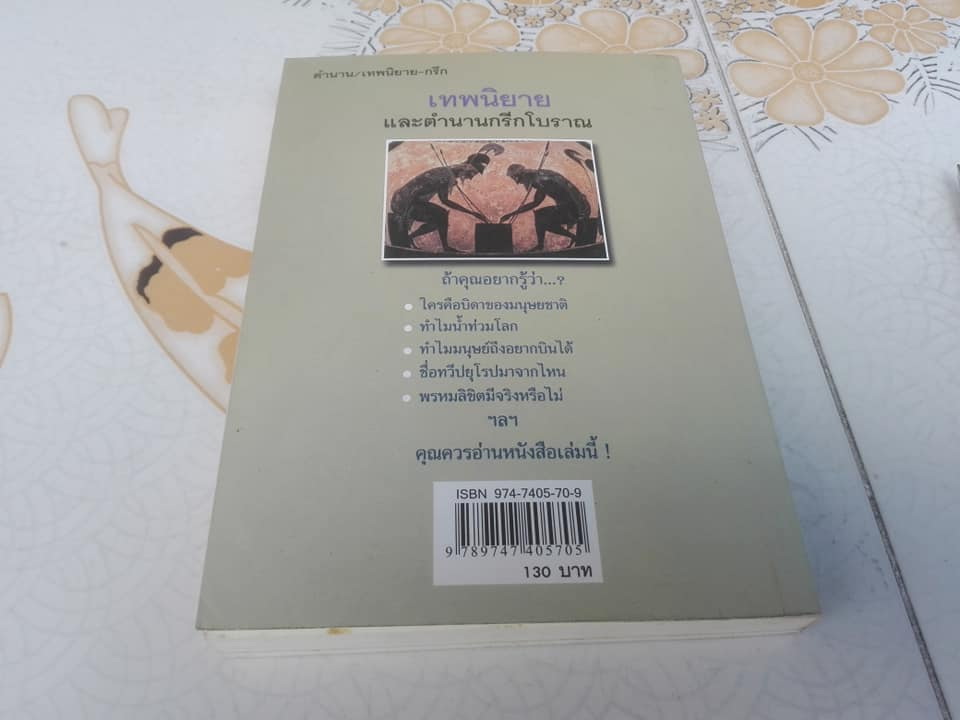 ตำนาน/เทพนิยาย-กรีก
เทพนิยาย
และตำนานกรีกโบราณ
ถ้าคุณอยากรู้ว่า...?
ใครคือบิดาของมนุษยชาติ
ทำไมน้ำท่วมโลก
ทำไมมนุษย์ถึงอยากบินได้
ชื่อทวีปยุโรปมาจากไหน
พรหมลิขิตมีจริงหรือไม่
ฯลฯ
คุณควรอ่านหนังสือเล่มนี้ !
ISBN 974-7405-70-9
9 789747 405705
130 บาท